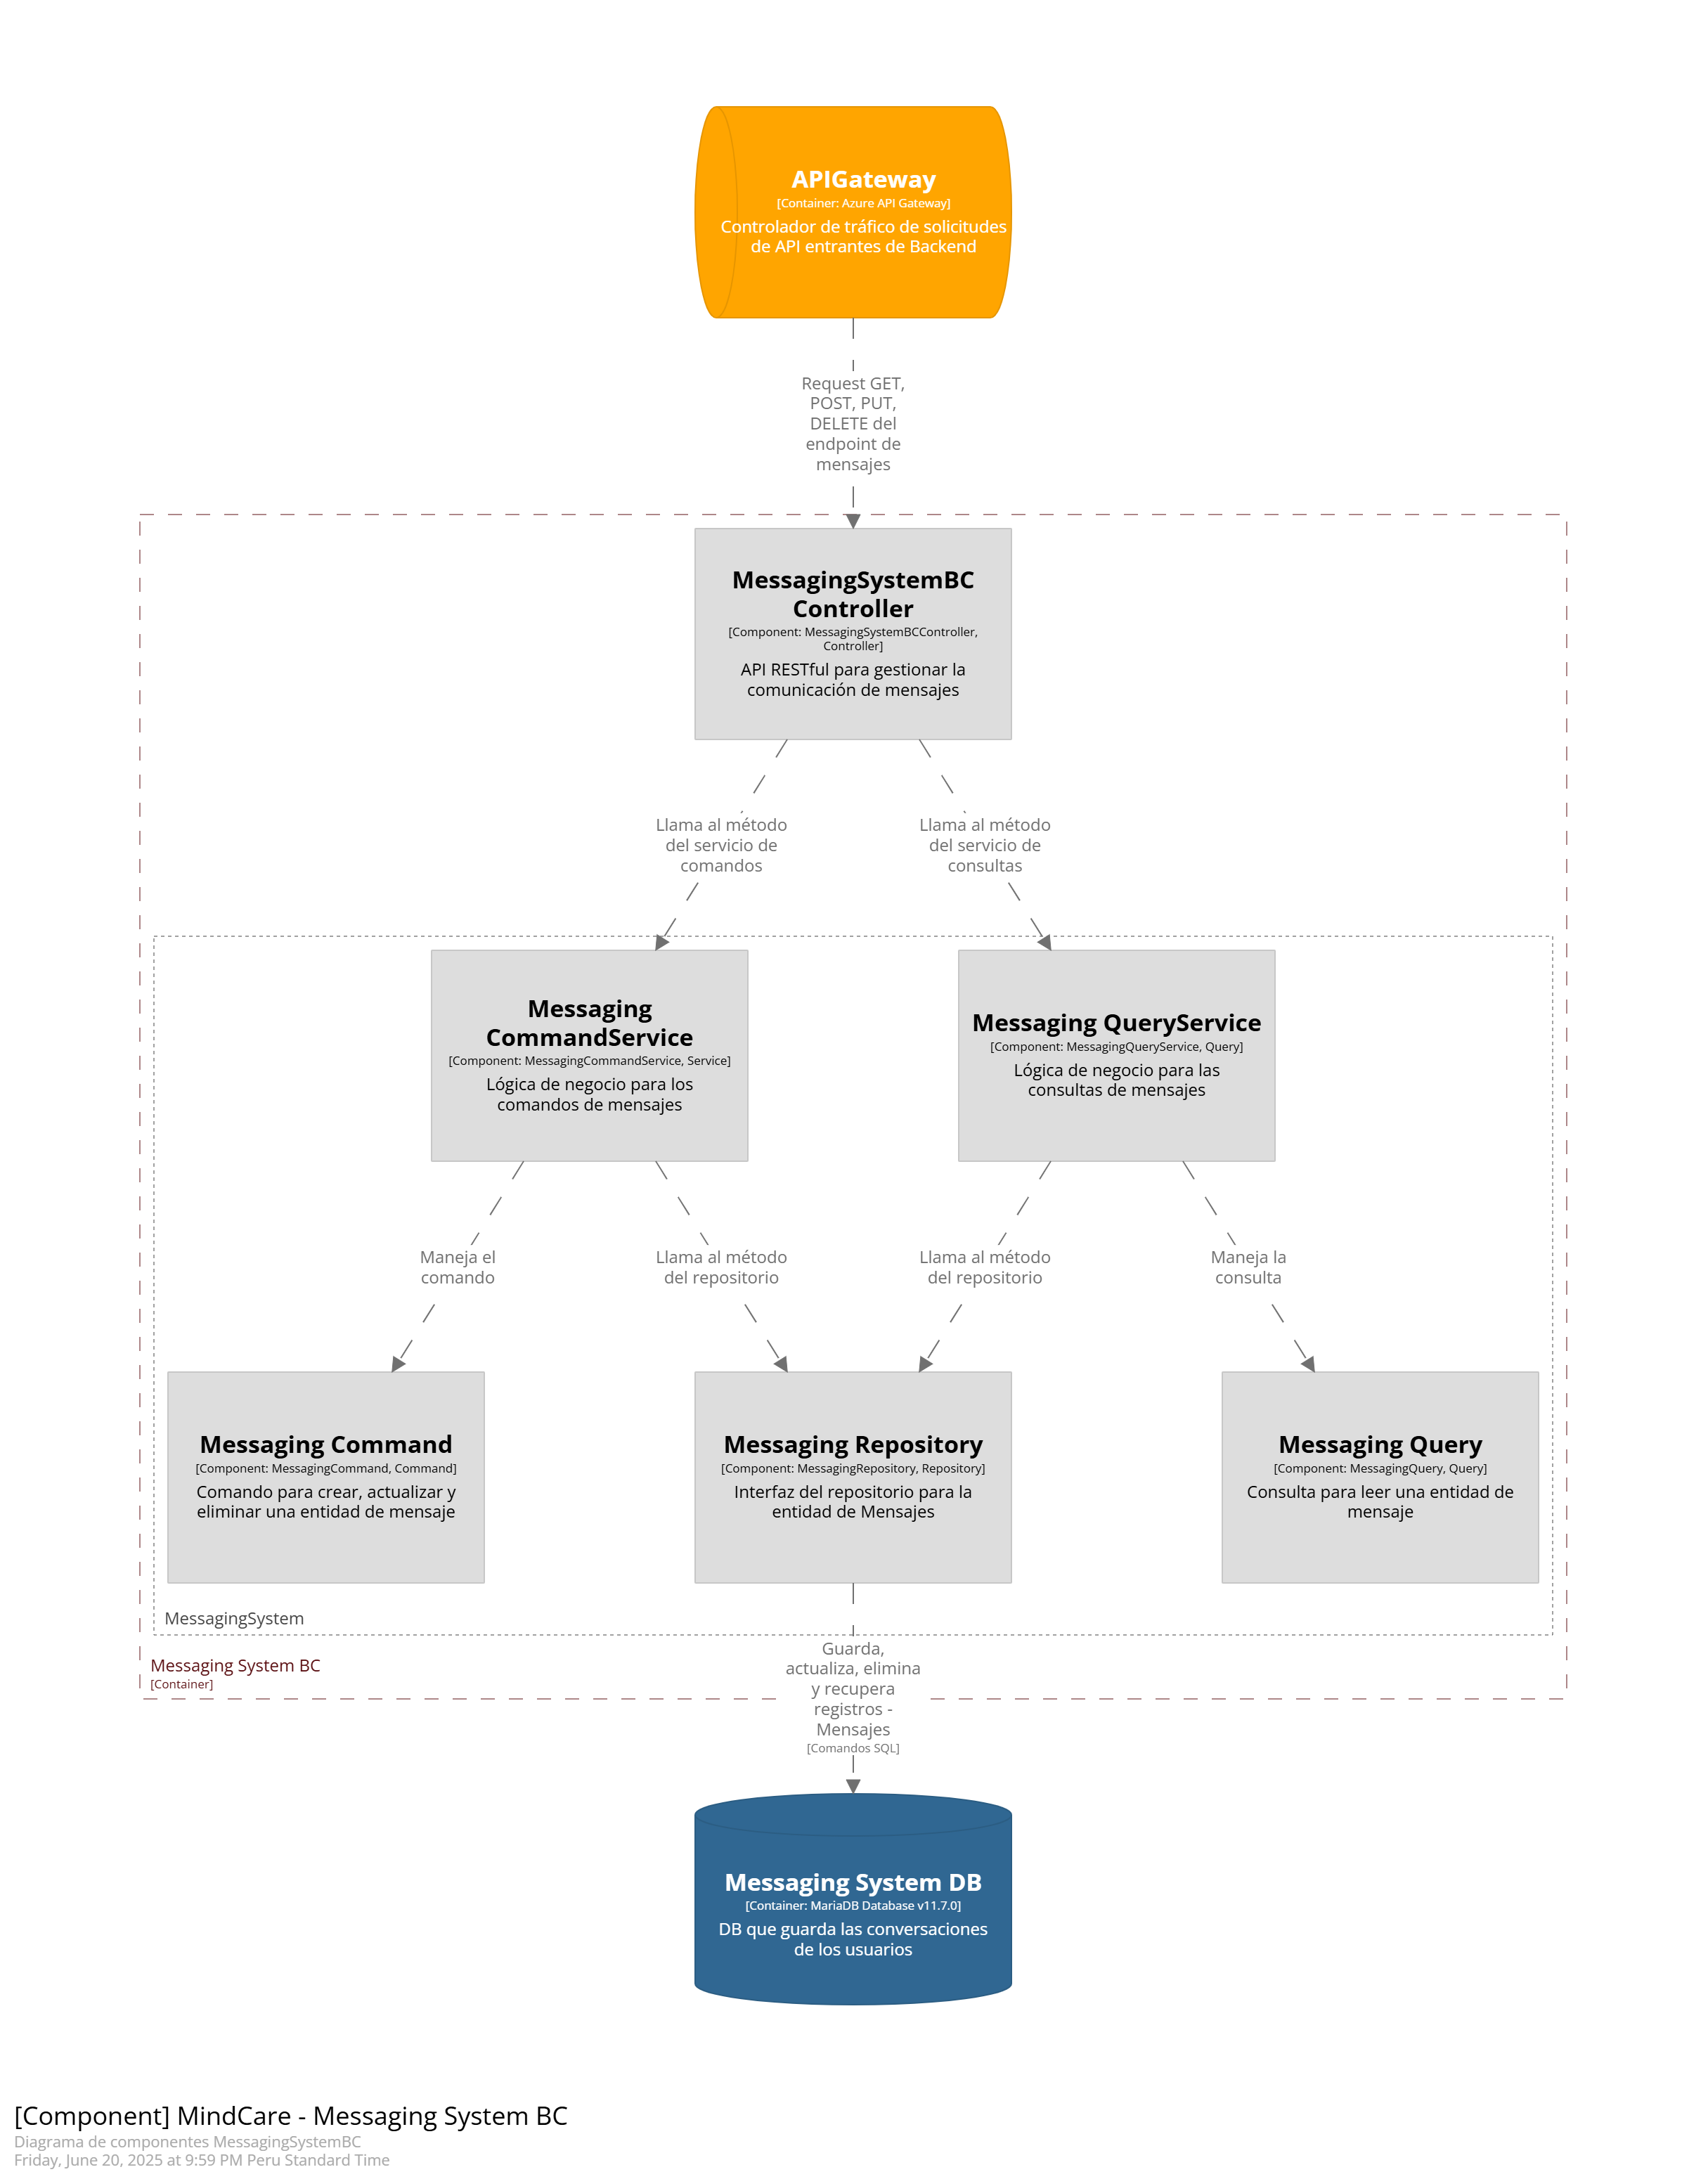 APIGateway
[Container: Azure API Gateway]
Controlador de tráfico de solicitudes
de API entrantes de Backend
Request GET,
POST, PUT,
DELETE del
endpoint de
mensajes
MessagingSystemBC
Controller
[Component: MessagingSystemBCController,
Controller]
API RESTful para gestionar la
comunicación de mensajes
Llama al método
del servicio de
comandos
Llama al método
del servicio de
consultas
Messaging
CommandService
[Component: MessagingCommandService, Service]
Lógica de negocio para los
comandos de mensajes
Messaging QueryService
[Component: MessagingQueryService, Query]
Lógica de negocio para las
consultas de mensajes
Maneja el
comando
Llama al método
del repositorio
Llama al método
del repositorio
Maneja la
consulta
Messaging Command
[Component: MessagingCommand, Command]
Comando para crear, actualizar y
eliminar una entidad de mensaje
Messaging Repository
[Component: MessagingRepository, Repository]
Interfaz del repositorio para la
entidad de Mensajes
Messaging Query
[Component: MessagingQuery, Query]
Consulta para leer una entidad de
mensaje
MessagingSystem
Messaging System BC
[Container]
Guarda,
actualiza, elimina
y recupera
registros -
Mensajes
[Comandos SQL]
Messaging System DB
[Container: MariaDB Database v11.7.0]
DB que guarda las conversaciones
de los usuarios
[Component] MindCare - Messaging System BC
Diagrama de componentes MessagingSystemBC
Friday, June 20, 2025 at 9:59 PM Peru Standard Time